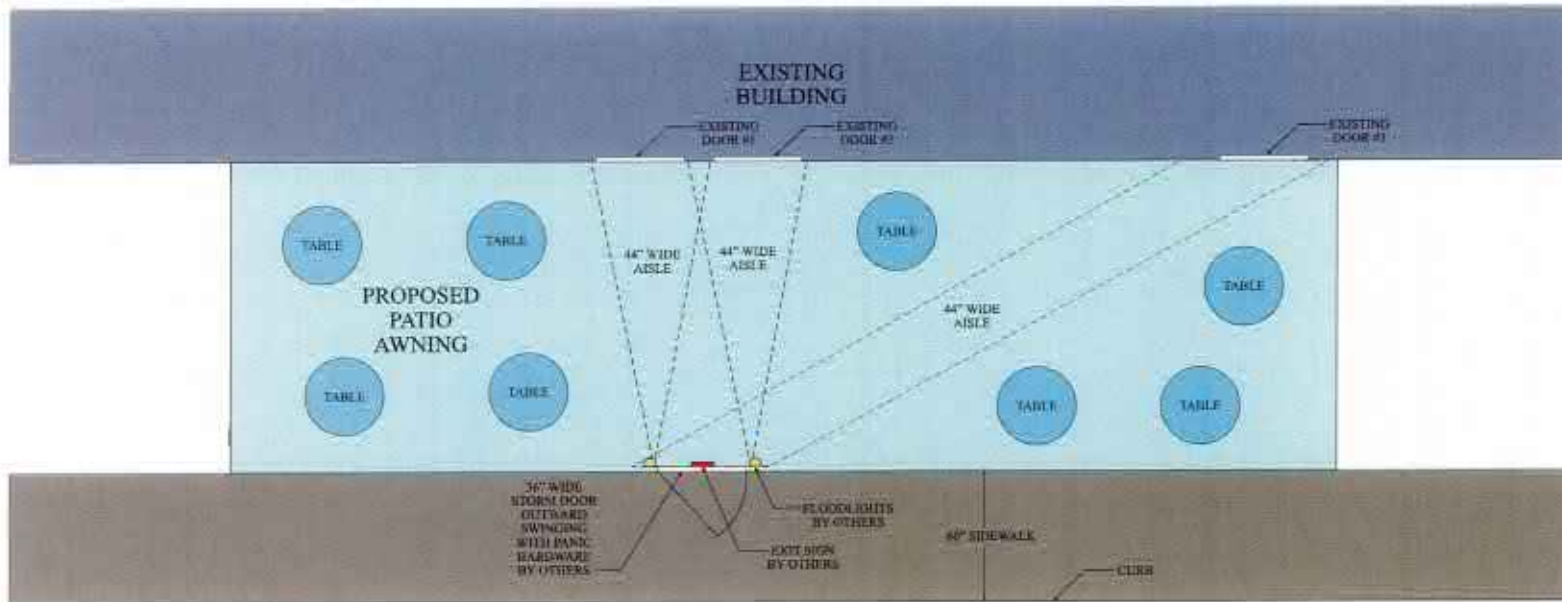 EXISTING
BUILDING
EXISTING
DOOR #1
EXISTING
DOOR #2
EXISTING
DOOR #3
TABLE
TABLE
TABLE
TABLE
TABLE
TABLE
TABLE
TABLE
PROPOSED
PATIO
AWNING
44" WIDE
AISLE
44" WIDE
AISLE
44" WIDE
AISLE
36" WIDE
STORM DOOR
OUTWARD
SWINGING
WITH PANIC
HARDWARE
BY OTHERS
FLOODLIGHTS
BY OTHERS
EXIT SIGN
BY OTHERS
60" SIDEWALK
CURB